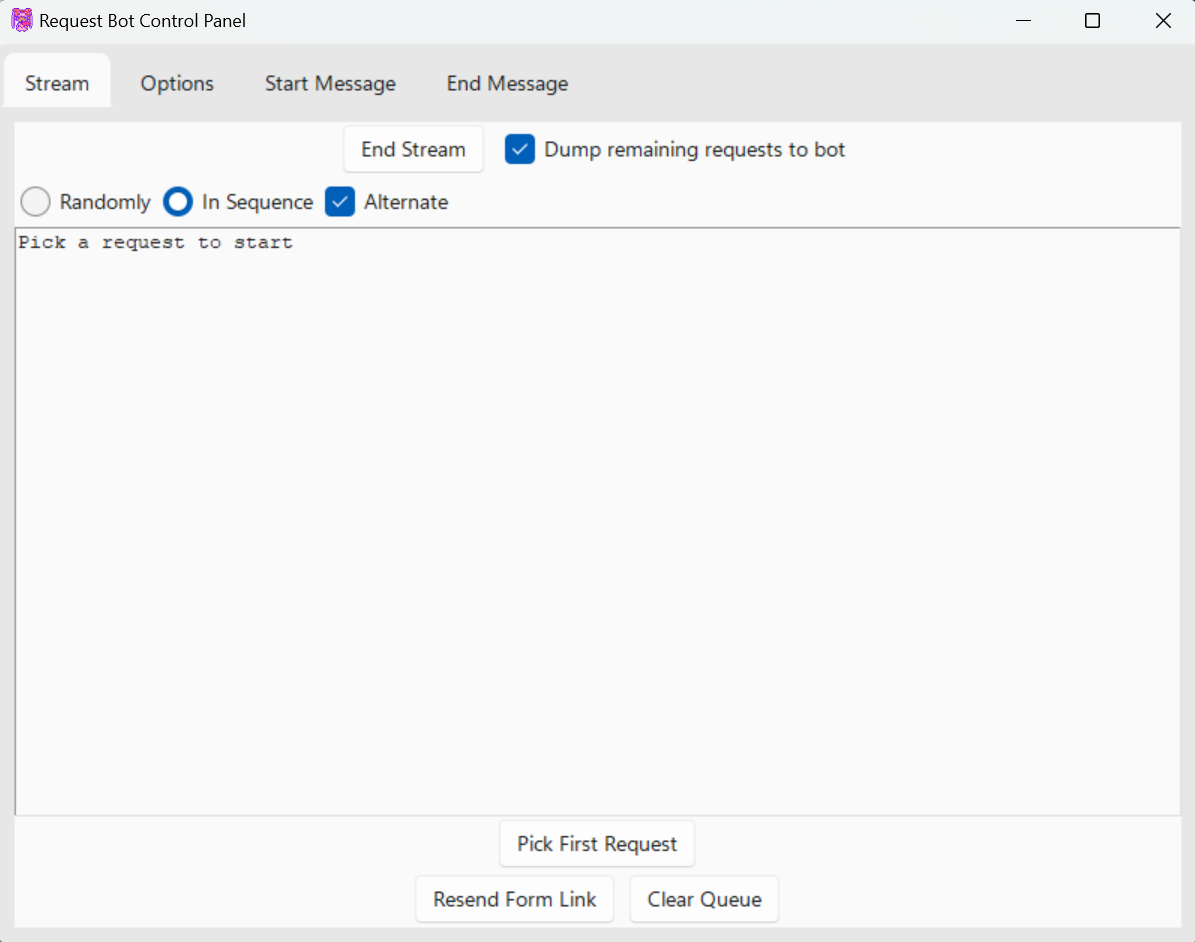 Request Bot Control Panel
Stream Options Start Message End Message
End Stream Dump remaining requests to bot
Randomly In Sequence Alternate
Pick a request to start
Pick First Request
Resend Form Link Clear Queue